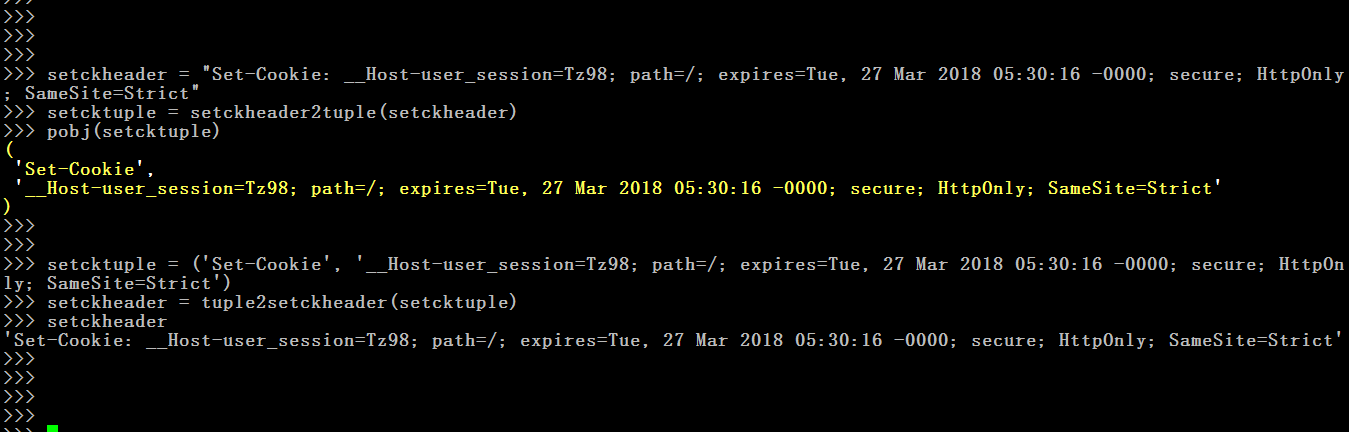 >>>
>>>
>>>
>>>
>>> setckheader = "Set-Cookie: __Host-user_session=Tz98; path=/; expires=Tue, 27 Mar 2018 05:30:16 -0000; secure; HttpOnly
; SameSite=Strict"
>>> setcktuple = setckheader2tuple(setckheader)
>>> pobj(setcktuple)
(
 'Set-Cookie',
 '__Host-user_session=Tz98; path=/; expires=Tue, 27 Mar 2018 05:30:16 -0000; secure; HttpOnly; SameSite=Strict'
)
>>>
>>>
>>> setcktuple = ('Set-Cookie', '__Host-user_session=Tz98; path=/; expires=Tue, 27 Mar 2018 05:30:16 -0000; secure; HttpOn
ly; SameSite=Strict')
>>> setckheader = tuple2setckheader(setcktuple)
>>> setckheader
'Set-Cookie: __Host-user_session=Tz98; path=/; expires=Tue, 27 Mar 2018 05:30:16 -0000; secure; HttpOnly; SameSite=Strict'
>>>
>>>
>>>
>>>
>>>